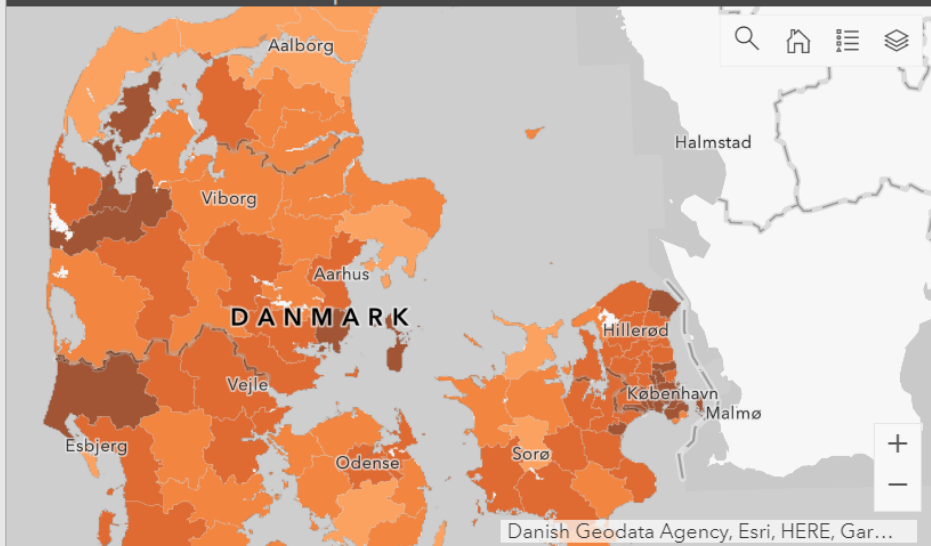 Aalborg
Halmstad
Viborg
Aarhus
DANMARK
Hillerød
Vejle
København
Malmø
Esbjerg
Sorø
Odense
+
−
Danish Geodata Agency, Esri, HERE, Gar...